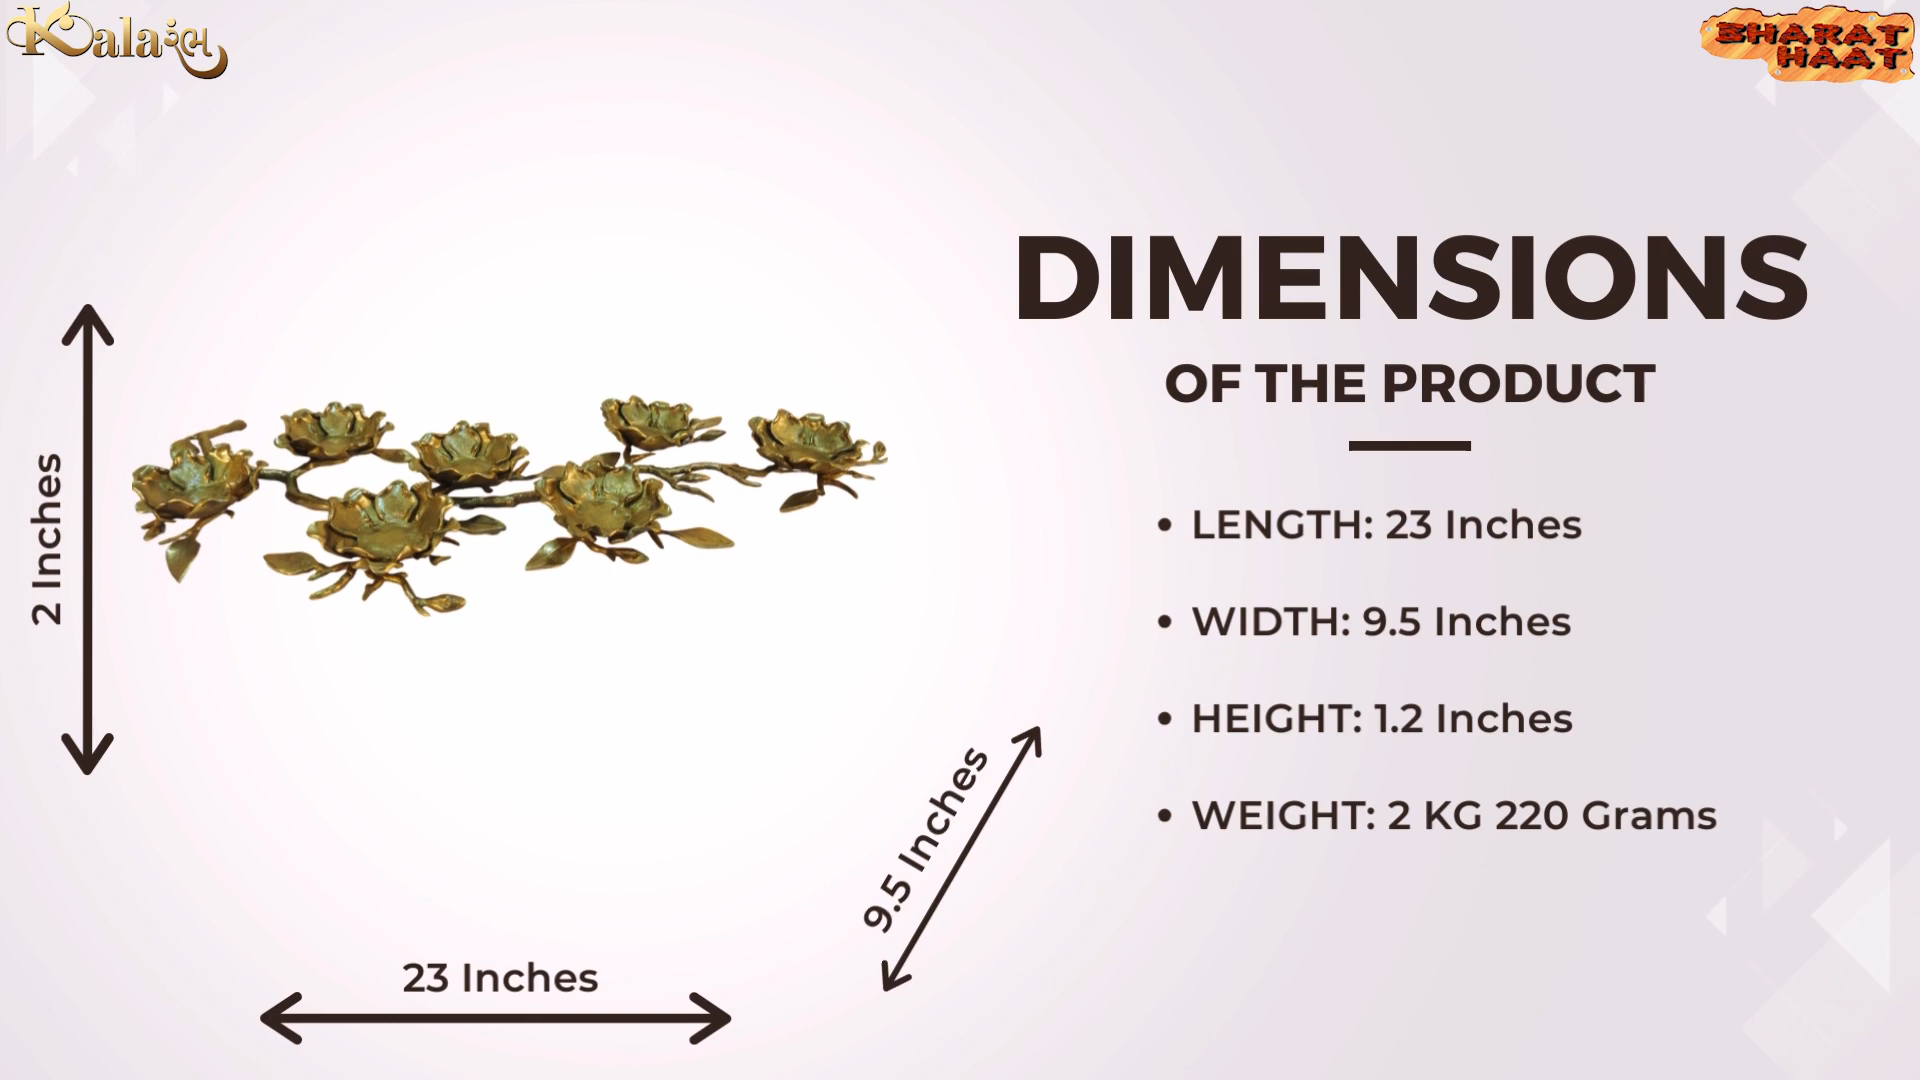 Kalaરંભ
BHARAT
HAAT
DIMENSIONS
OF THE PRODUCT
• LENGTH: 23 Inches
• WIDTH: 9.5 Inches
• HEIGHT: 1.2 Inches
• WEIGHT: 2 KG 220 Grams
2 Inches
9.5 Inches
23 Inches